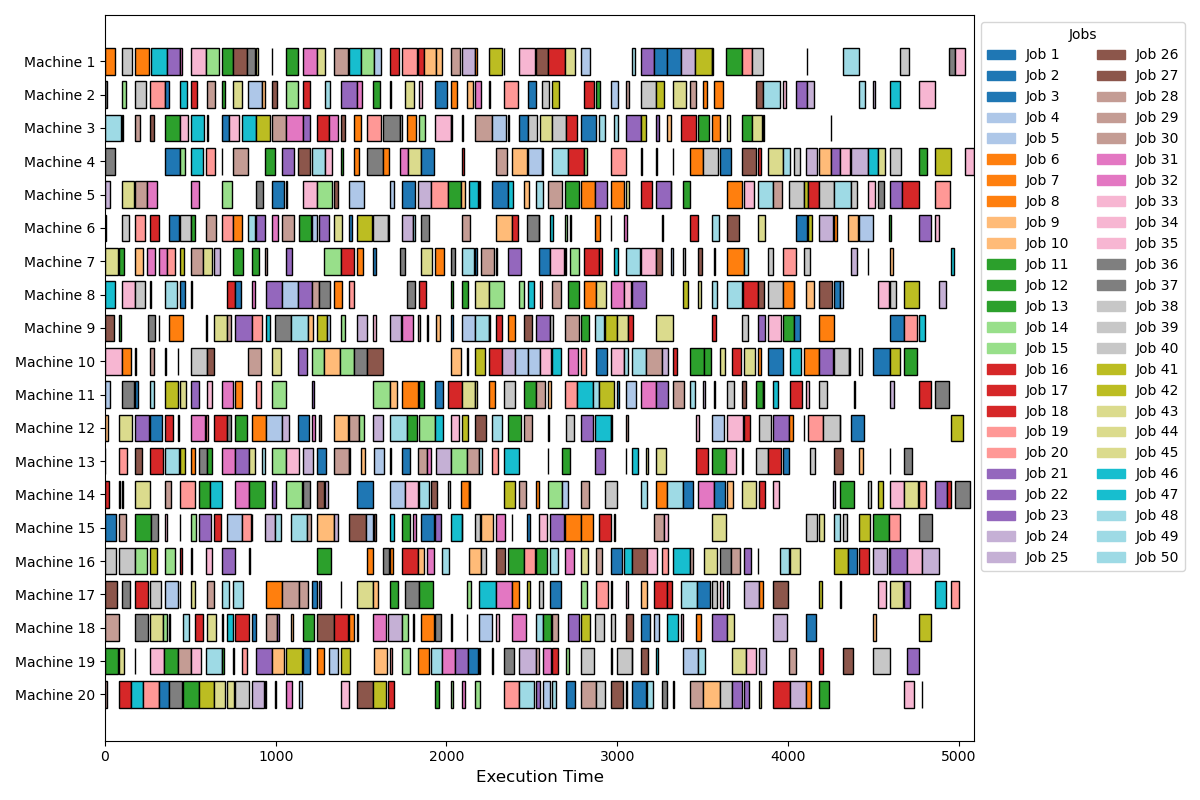 Machine 1
Machine 2
Machine 3
Machine 4
Machine 5
Machine 6
Machine 7
Machine 8
Machine 9
Machine 10
Machine 11
Machine 12
Machine 13
Machine 14
Machine 15
Machine 16
Machine 17
Machine 18
Machine 19
Machine 20
0 1000 2000 3000 4000 5000
Execution Time
Jobs
Job 1 Job 26
Job 2 Job 27
Job 3 Job 28
Job 4 Job 29
Job 5 Job 30
Job 6 Job 31
Job 7 Job 32
Job 8 Job 33
Job 9 Job 34
Job 10 Job 35
Job 11 Job 36
Job 12 Job 37
Job 13 Job 38
Job 14 Job 39
Job 15 Job 40
Job 16 Job 41
Job 17 Job 42
Job 18 Job 43
Job 19 Job 44
Job 20 Job 45
Job 21 Job 46
Job 22 Job 47
Job 23 Job 48
Job 24 Job 49
Job 25 Job 50